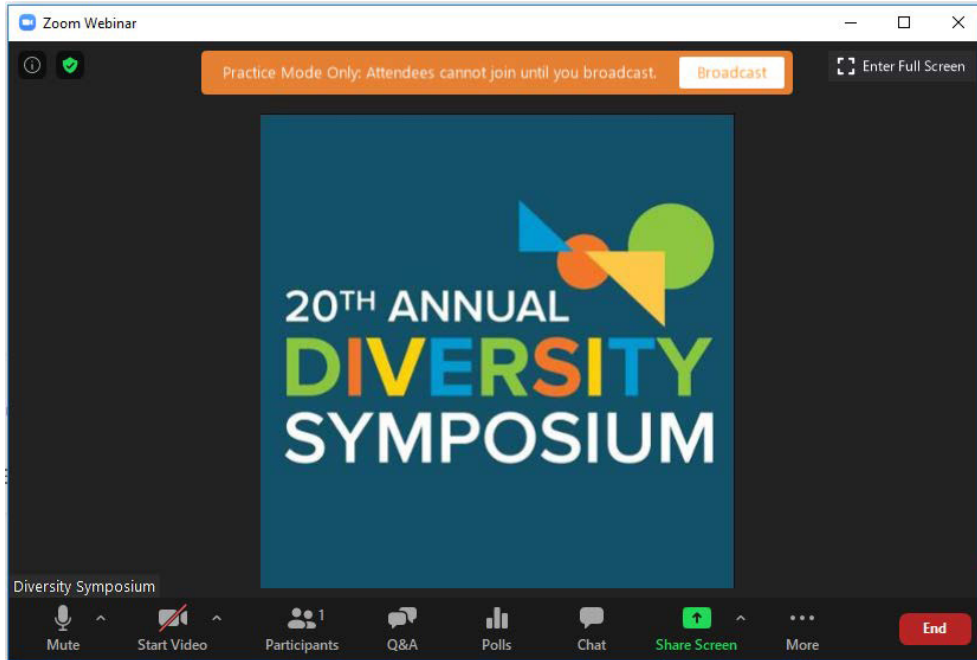 Zoom Webinar
Practice Mode Only: Attendees cannot join until you broadcast.
Broadcast
Enter Full Screen
20TH ANNUAL
DIVERSITY
SYMPOSIUM
Diversity Symposium
1
Mute
Start Video
Participants
Q&A
Polls
Chat
Share Screen
More
End